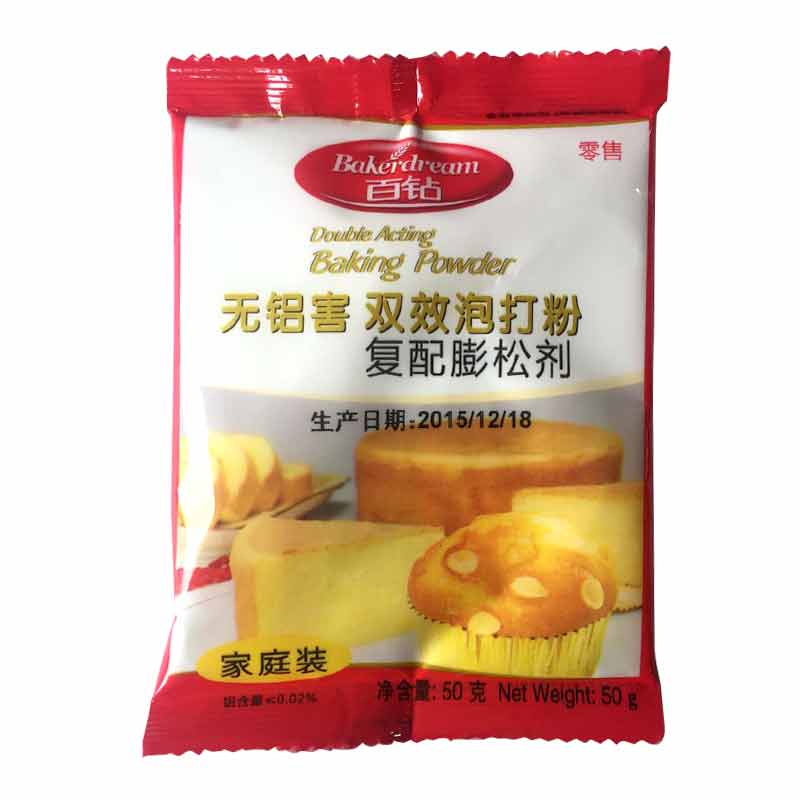 Bakerdream
百钻
零售
Double Acting
Baking Powder
无铝害 双效泡打粉
复配膨松剂
生产日期:2015/12/18
家庭装
铝含量≤0.02%
净含量: 50 克 Net Weight: 50 g